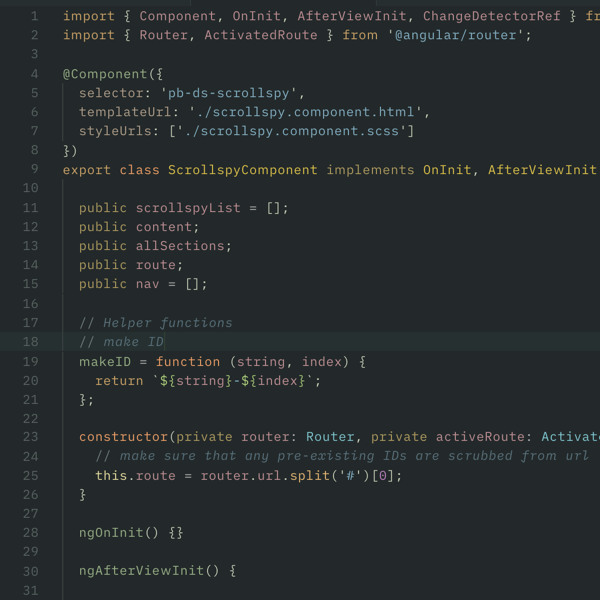 1 import { Component, OnInit, AfterViewInit, ChangeDetectorRef } fr
2 import { Router, ActivatedRoute } from '@angular/router';
3
4 @Component({
5 selector: 'pb-ds-scrollspy',
6 templateUrl: './scrollspy.component.html',
7 styleUrls: ['./scrollspy.component.scss']
8 })
9 export class ScrollspyComponent implements OnInit, AfterViewInit
10
11 public scrollspyList = [];
12 public content;
13 public allSections;
14 public route;
15 public nav = [];
16
17 // Helper functions
18 // make ID
19 makeID = function (string, index) {
20 return `${string}-${index}`;
21 };
22
23 constructor(private router: Router, private activeRoute: Activat
24 // make sure that any pre-existing IDs are scrubbed from url
25 this.route = router.url.split('#')[0];
26 }
27
28 ngOnInit() {}
29
30 ngAfterViewInit() {
31